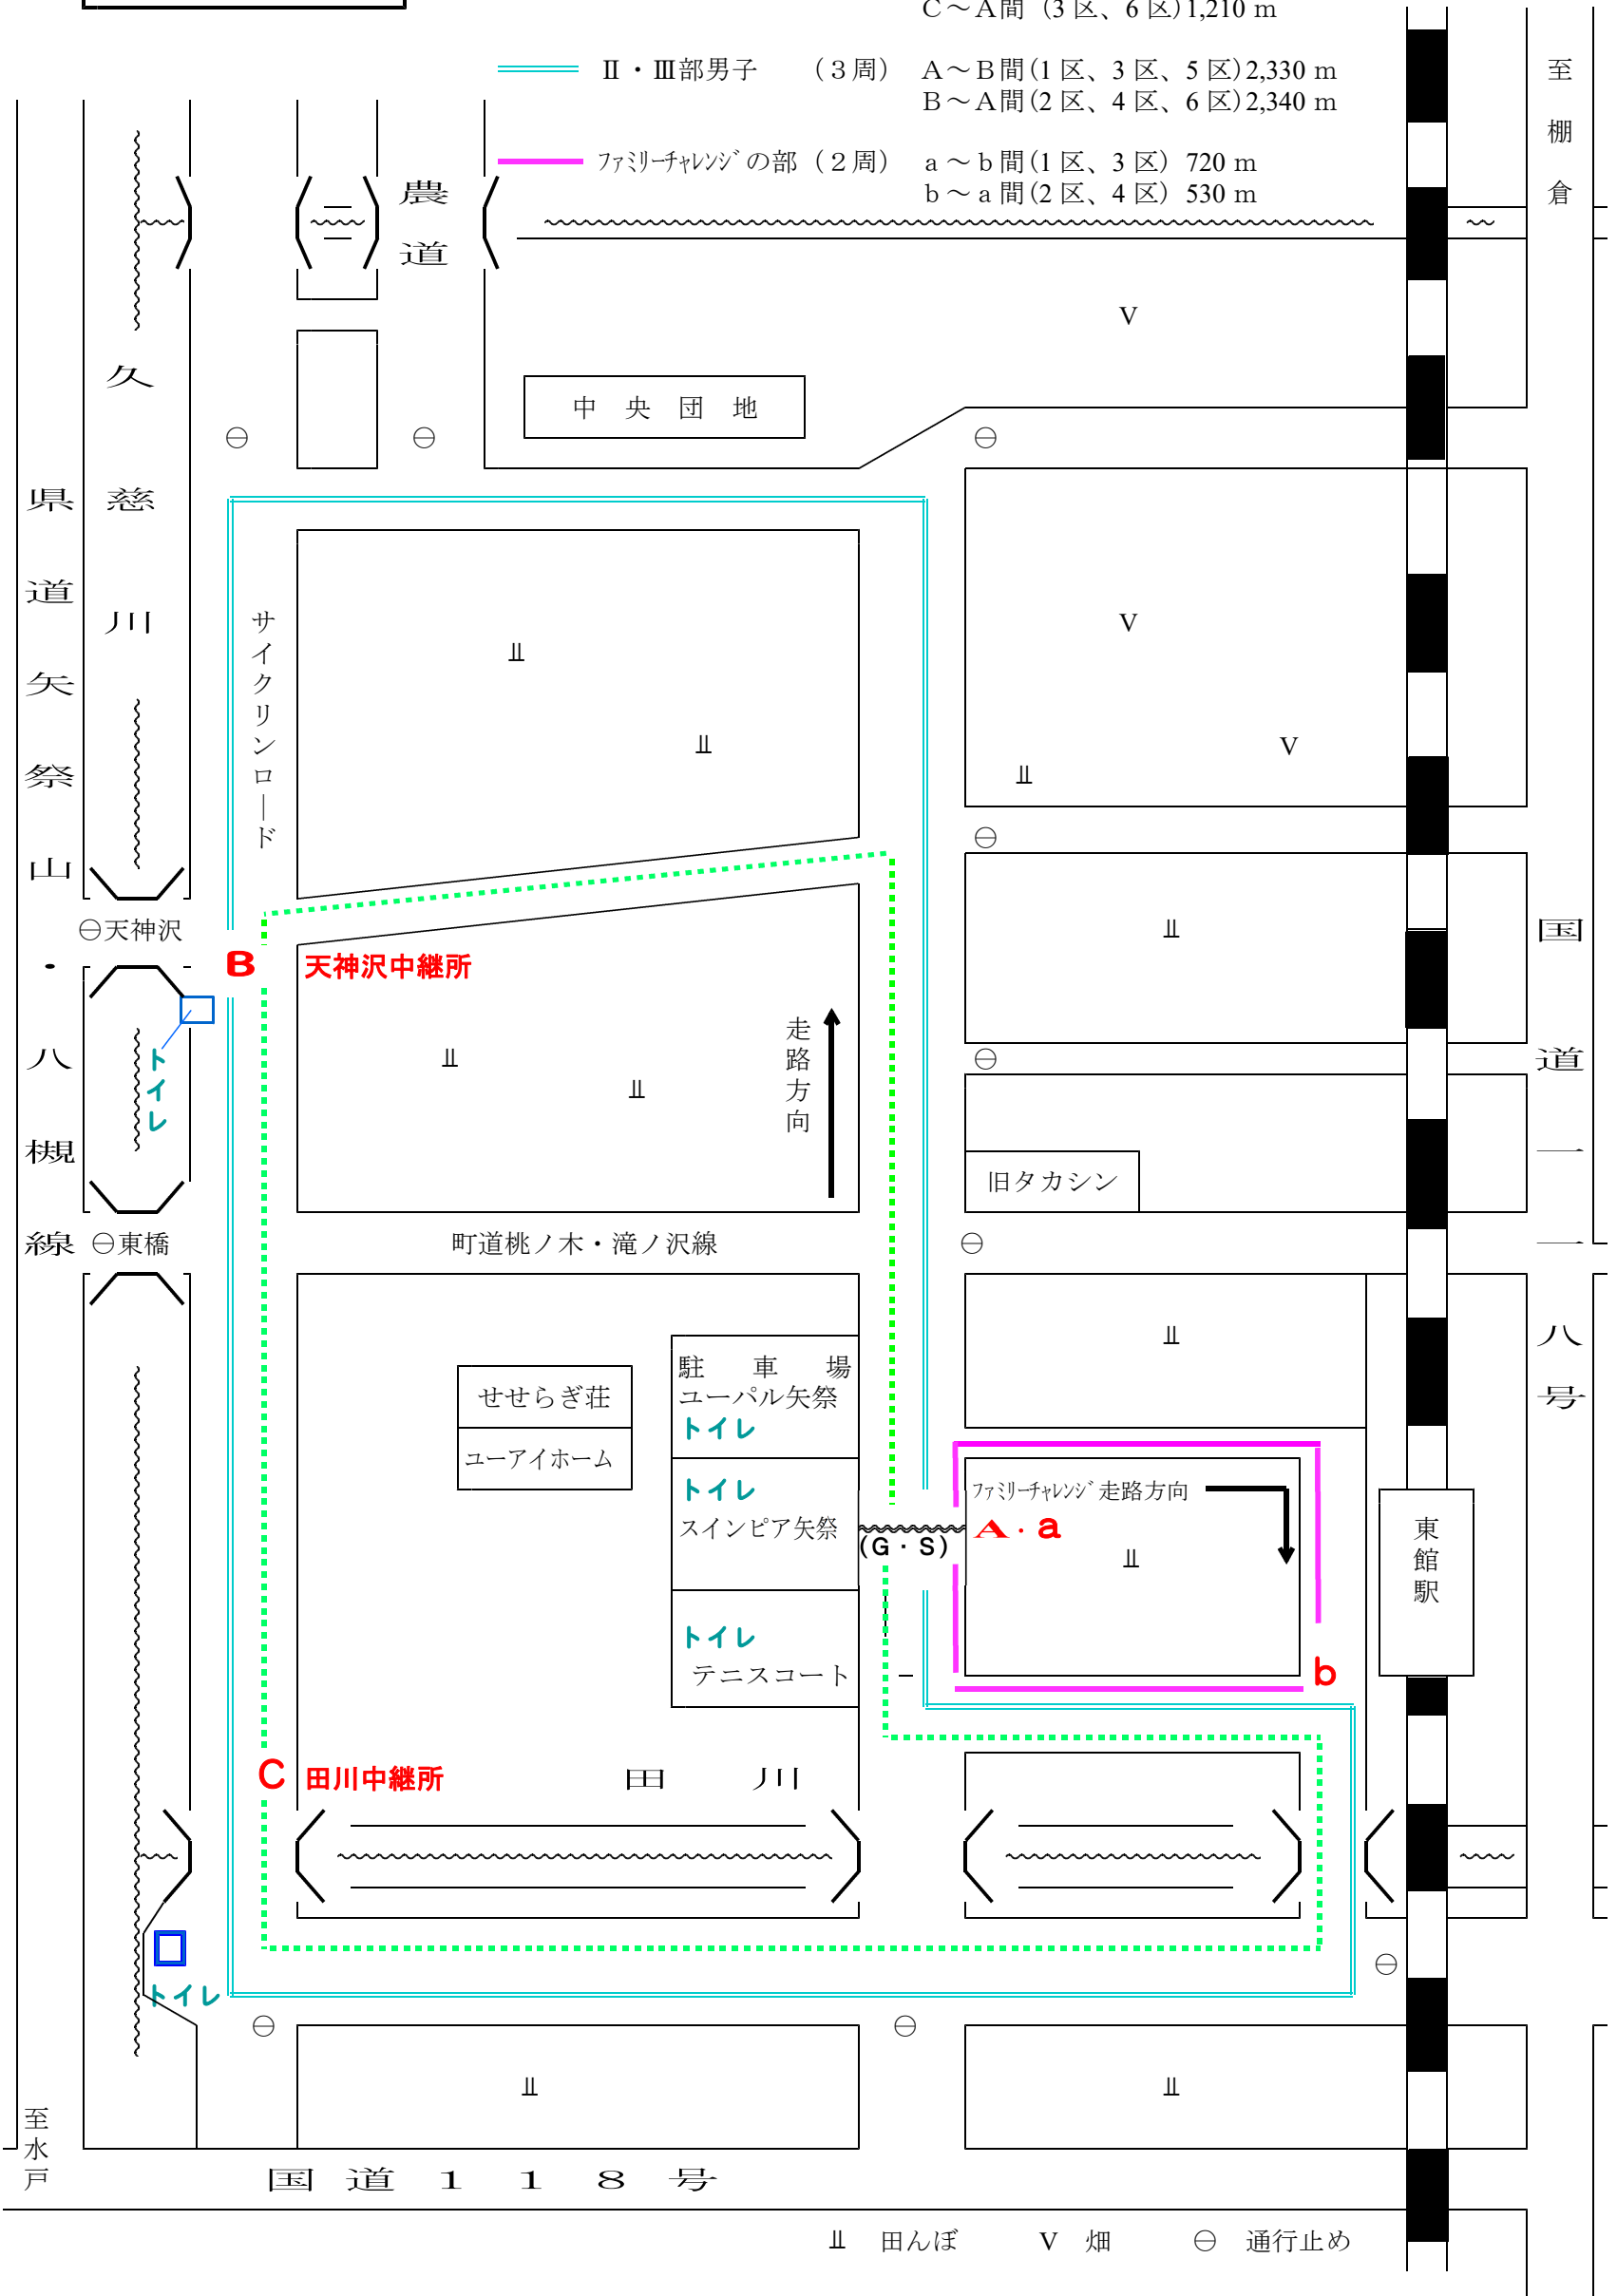 C～A間（3区、6区）1,210 m
Ⅱ・Ⅲ部男子　（３周）　A～B間（1区、3区、5区）2,330 m
B～A間（2区、4区、6区）2,340 m
ﾌｧﾐﾘｰﾁｬﾚﾝｼﾞの部（２周）　a～b間（1区、3区）720 m
b～a間（2区、4区）530 m
至棚倉
農道
V
中央団地
⊖
⊖
⊖
久慈川
県道矢祭山・八槻線
サイクリンロード
V
V
⊖
⊖天神沢
B
天神沢中継所
トイレ
走路方向
国道一一八号
⊖
旧タカシン
⊖東橋
町道桃ノ木・滝ノ沢線
⊖
駐車場
ユーパル矢祭
トイレ
せせらぎ荘
ユーアイホーム
トイレ
スインピア矢祭
(G・S)
ﾌｧﾐﾘｰﾁｬﾚﾝｼﾞ走路方向
A・a
東館駅
トイレ
テニスコート
b
C
田川中継所
田川
トイレ
⊖
⊖
⊖
至水戸
国道１１８号
╨ 田んぼ　V 畑　⊖ 通行止め